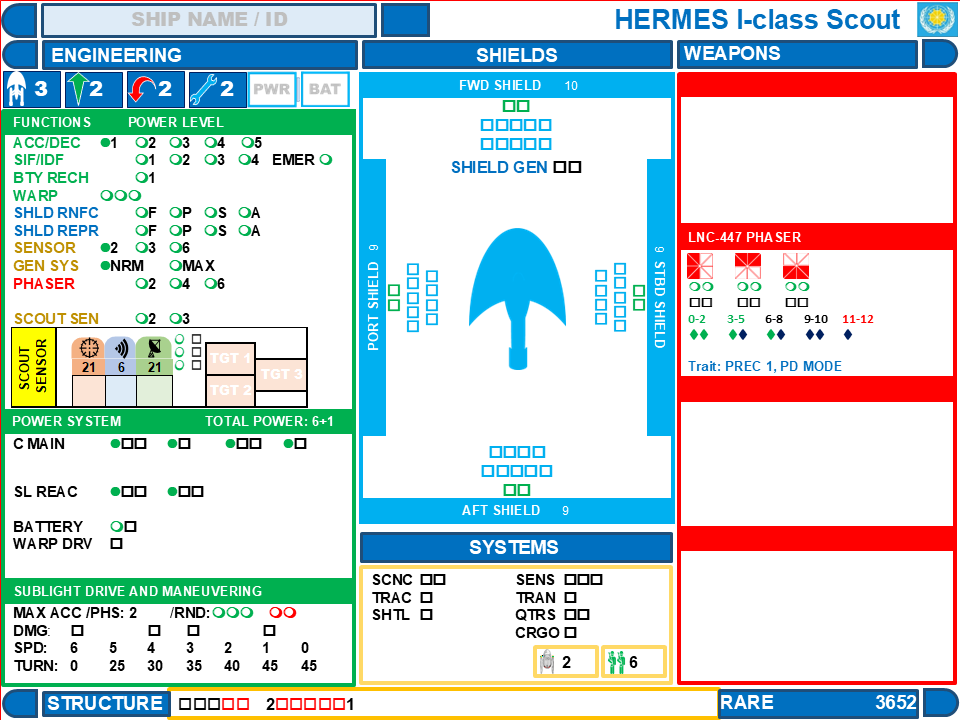 SHIP NAME / ID
HERMES I-class Scout
ENGINEERING
SHIELDS
WEAPONS
3 2 2 2 PWR BAT
FUNCTIONS POWER LEVEL
ACC/DEC 1 2 3 4 5
SIF/IDF 1 2 3 4 EMER
BTY RECH 1
WARP
SHLD RNFC F P S A
SHLD REPR F P S A
SENSOR 2 3 6
GEN SYS NRM MAX
PHASER 2 4 6
SCOUT SEN 2 3
SCOUT SENSOR
21 6 21
TGT 1
TGT 2
TGT 3
POWER SYSTEM TOTAL POWER: 6+1
C MAIN
SL REAC
BATTERY
WARP DRV
SUBLIGHT DRIVE AND MANEUVERING
MAX ACC /PHS: 2 /RND:
DMG:
SPD: 6 5 4 3 2 1 0
TURN: 0 25 30 35 40 45 45
FWD SHIELD 10
SHIELD GEN
PORT SHIELD 9
9 STBD SHIELD
AFT SHIELD 9
SYSTEMS
SCNC SENS
TRAC TRAN
SHTL QTRS
CRGO
2 6
LNC-447 PHASER
0-2 3-5 6-8 9-10 11-12
Trait: PREC 1, PD MODE
STRUCTURE 2 1
RARE 3652